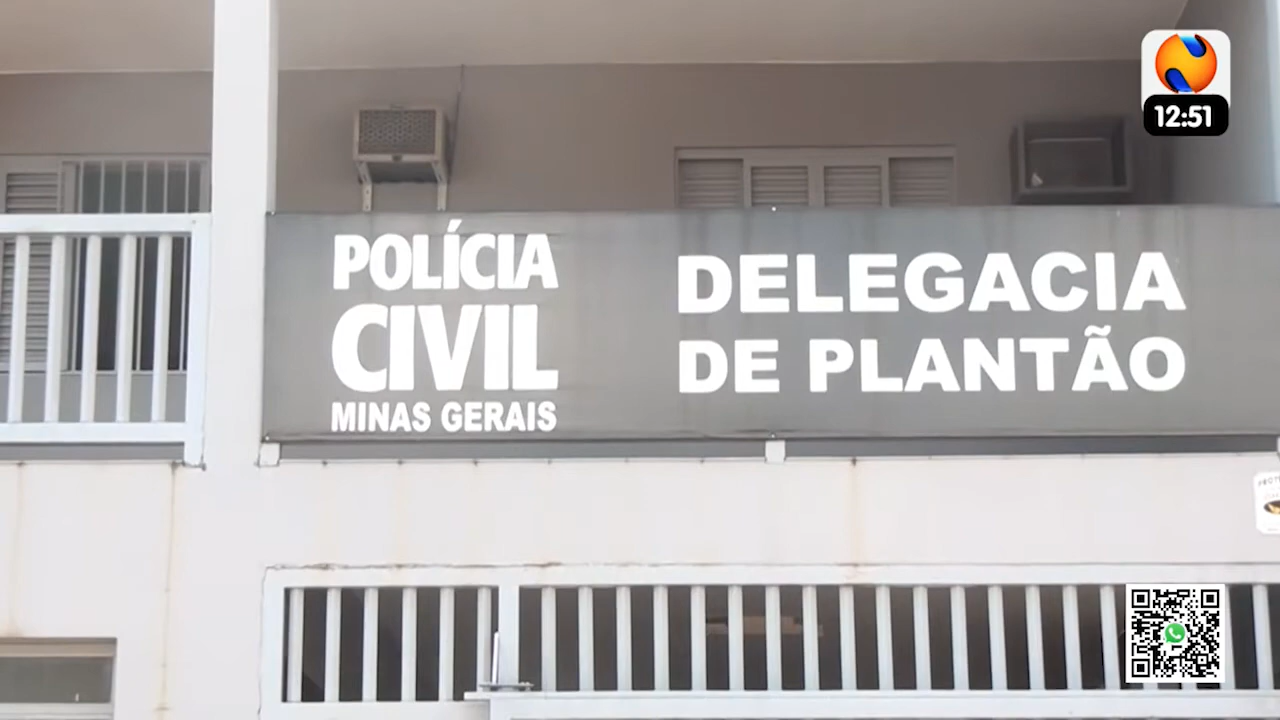 12:51
POLÍCIA
CIVIL
MINAS GERAIS
DELEGACIA
DE PLANTÃO